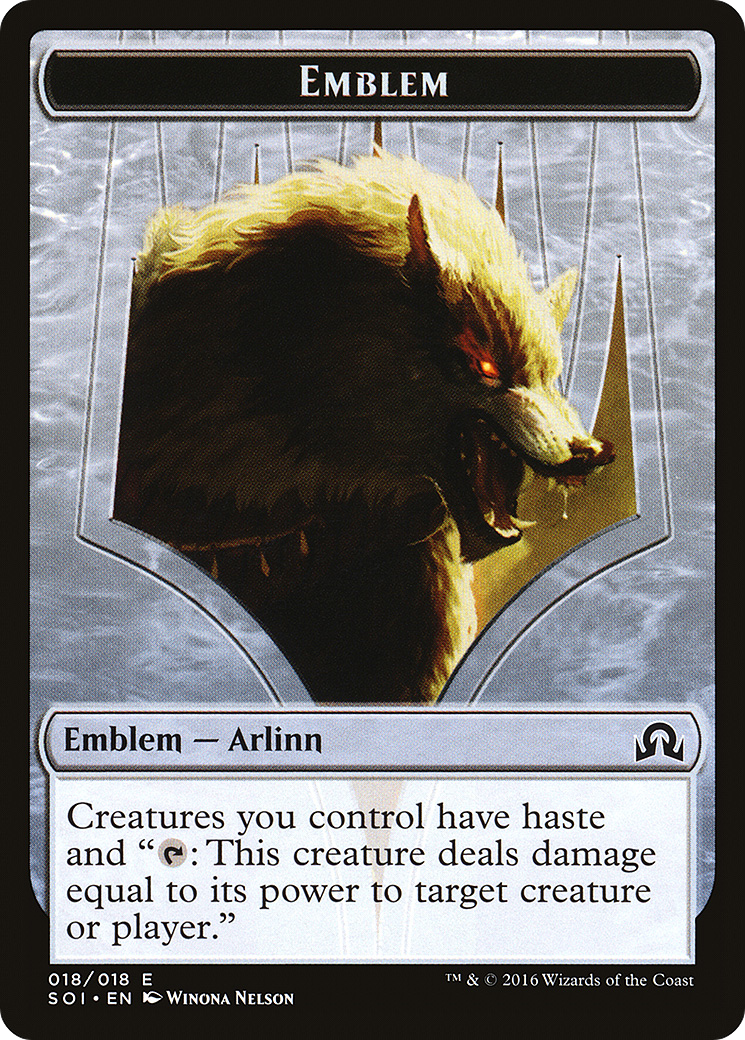 Emblem
Emblem — Arlinn
Creatures you control have haste
and “: This creature deals damage
equal to its power to target creature
or player.”
018/018 E
SOI • EN Winona Nelson
™ & © 2016 Wizards of the Coast